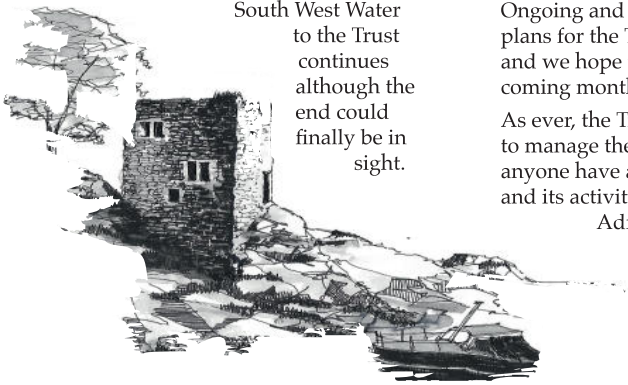 South West Water
to the Trust
continues
although the
end could
finally be in
sight.
Ongoing and
plans for the
and we hope
coming month
As ever, the
to manage the
anyone have
and its activit